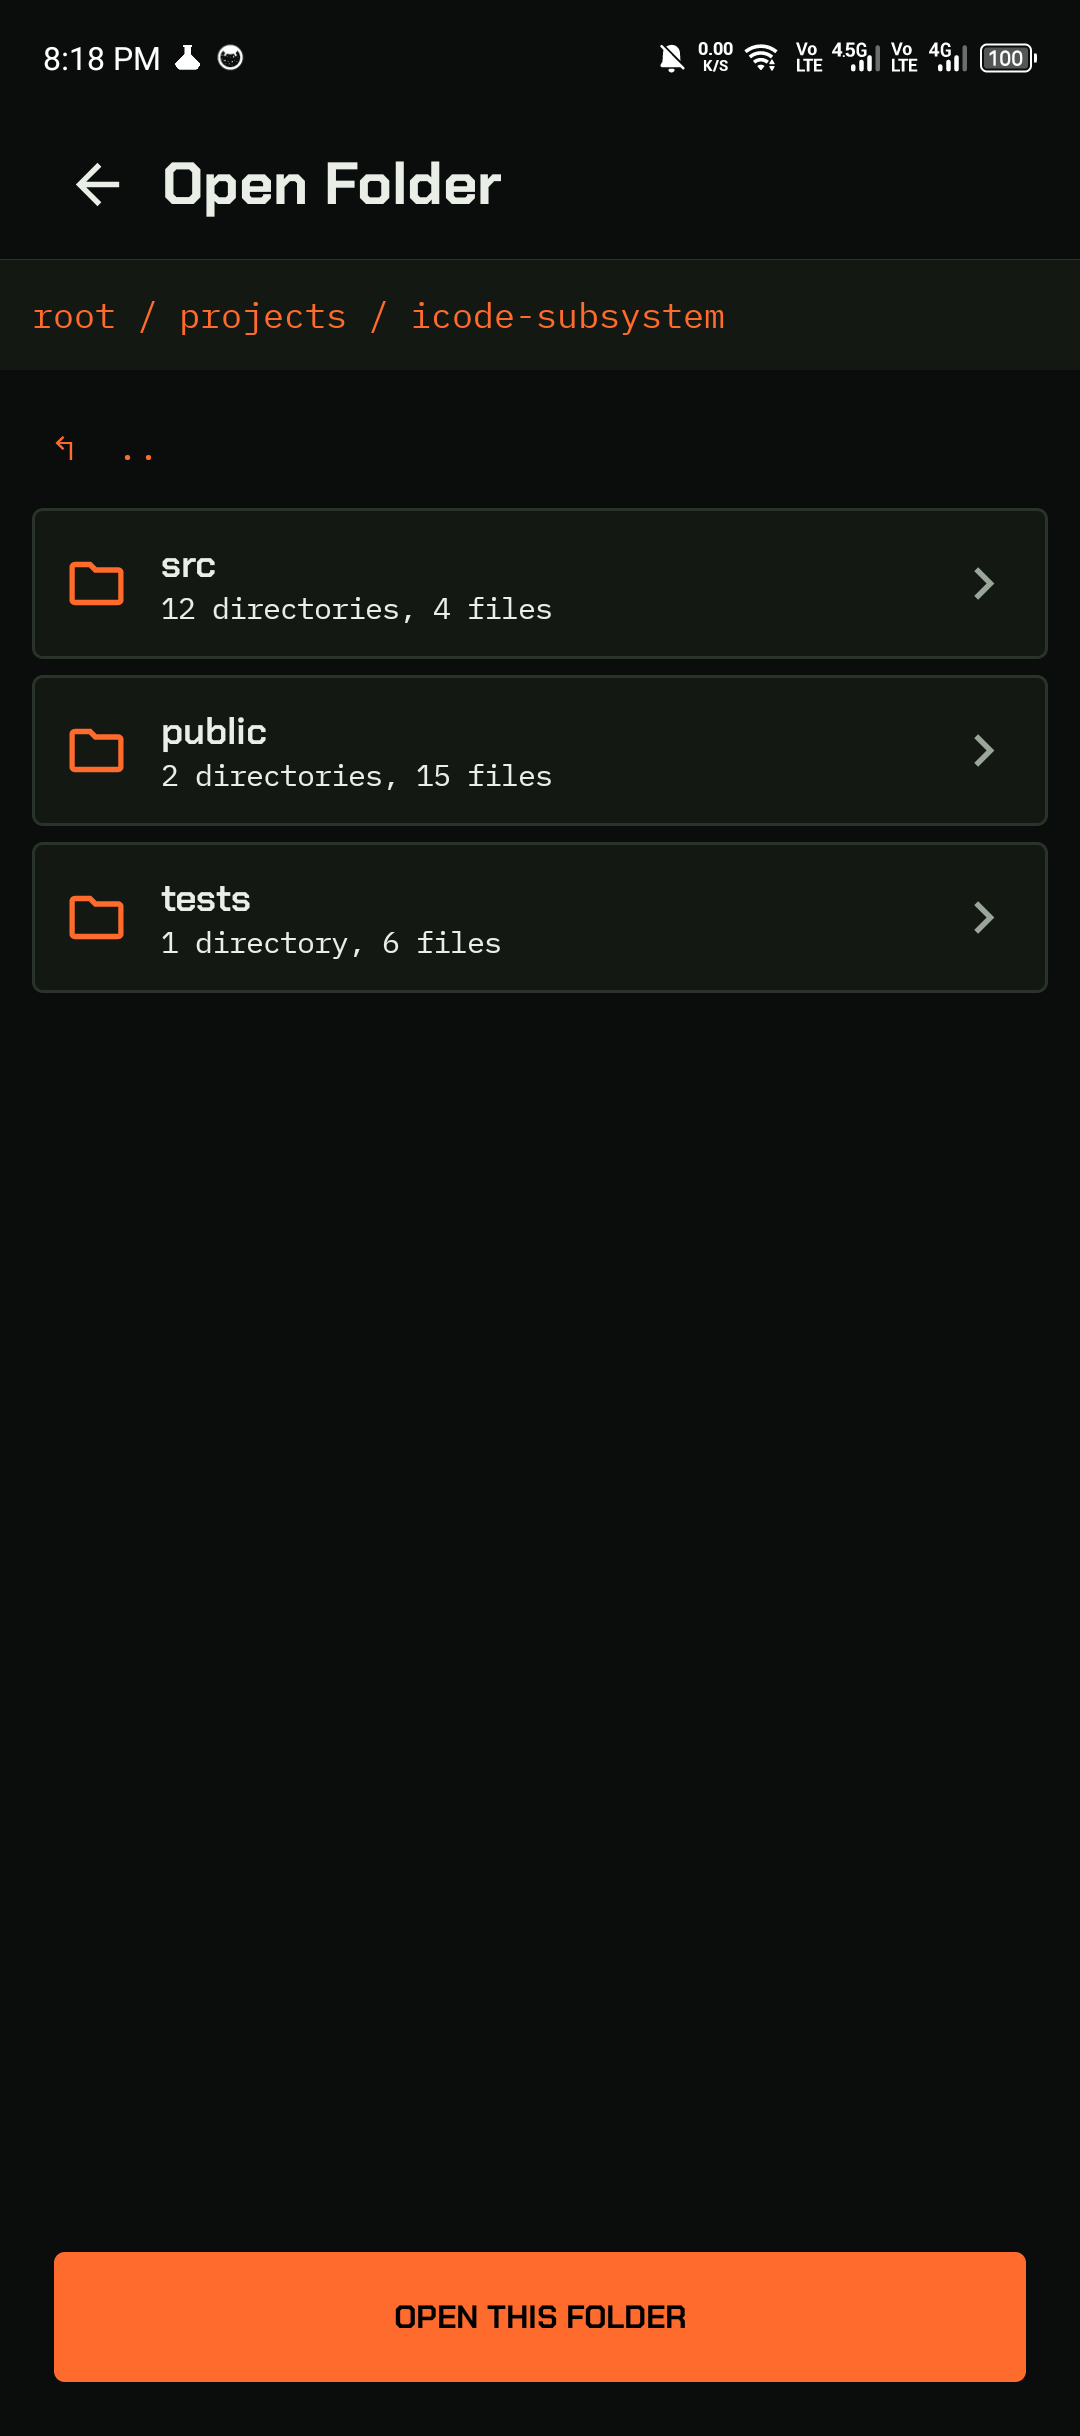 8:18 PM
0.00 K/S
Vo LTE
4.5G
Vo LTE
4G
100
Open Folder
root / projects / icode-subsystem
↰ ..
src
12 directories, 4 files
public
2 directories, 15 files
tests
1 directory, 6 files
OPEN THIS FOLDER